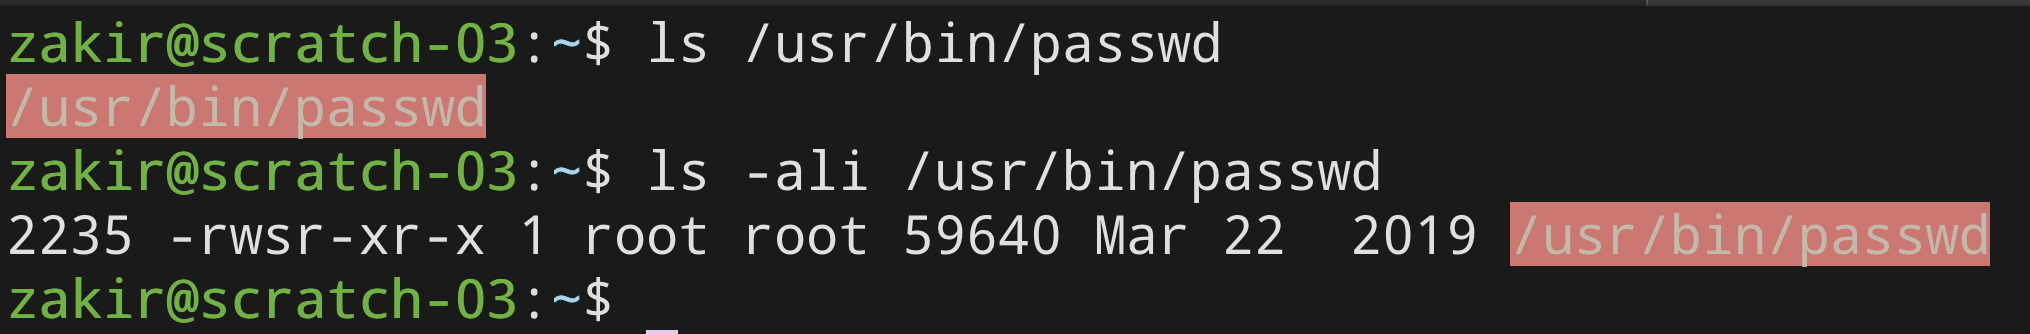 zakir@scratch-03:~$ ls /usr/bin/passwd
/usr/bin/passwd
zakir@scratch-03:~$ ls -ali /usr/bin/passwd
2235 -rwsr-xr-x 1 root root 59640 Mar 22  2019 /usr/bin/passwd
zakir@scratch-03:~$